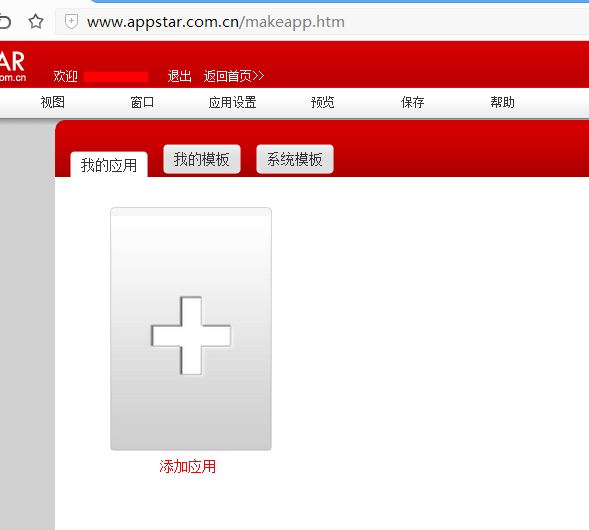 www.appstar.com.cn/makeapp.htm
AR
om.cn
欢迎 退出 返回首页>>
视图 窗口 应用设置 预览 保存 帮助
我的应用 我的模板 系统模板
添加应用